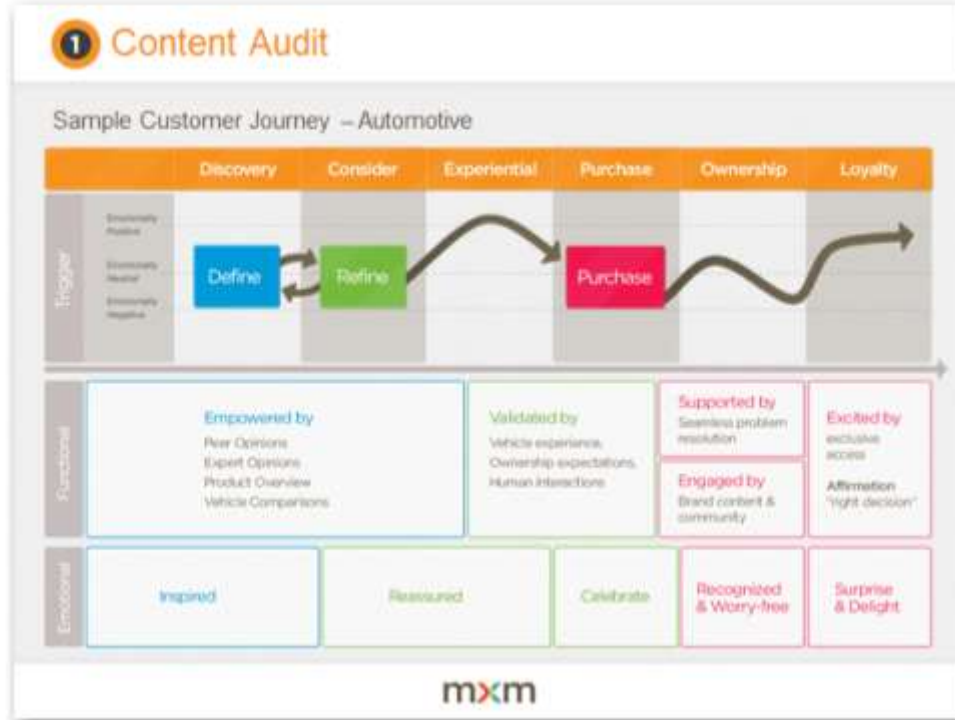 1 Content Audit
Sample Customer Journey – Automotive
Discovery Consider Experiential Purchase Ownership Loyalty
Trigger
Emotionally
Positive
Emotionally
Neutral
Emotionally
Negative
Define
Refine
Purchase
Functional
Empowered by
Peer Opinions
Expert Opinions
Product Overview
Vehicle Comparisons
Validated by
Vehicle experience,
Ownership expectations,
Human interactions
Supported by
Seamless problem
resolution
Engaged by
Brand content &
community
Excited by
exclusive
access
Affirmation
"right decision"
Emotional
Inspired
Reassured
Celebrate
Recognized
& Worry-free
Surprise
& Delight
mxm